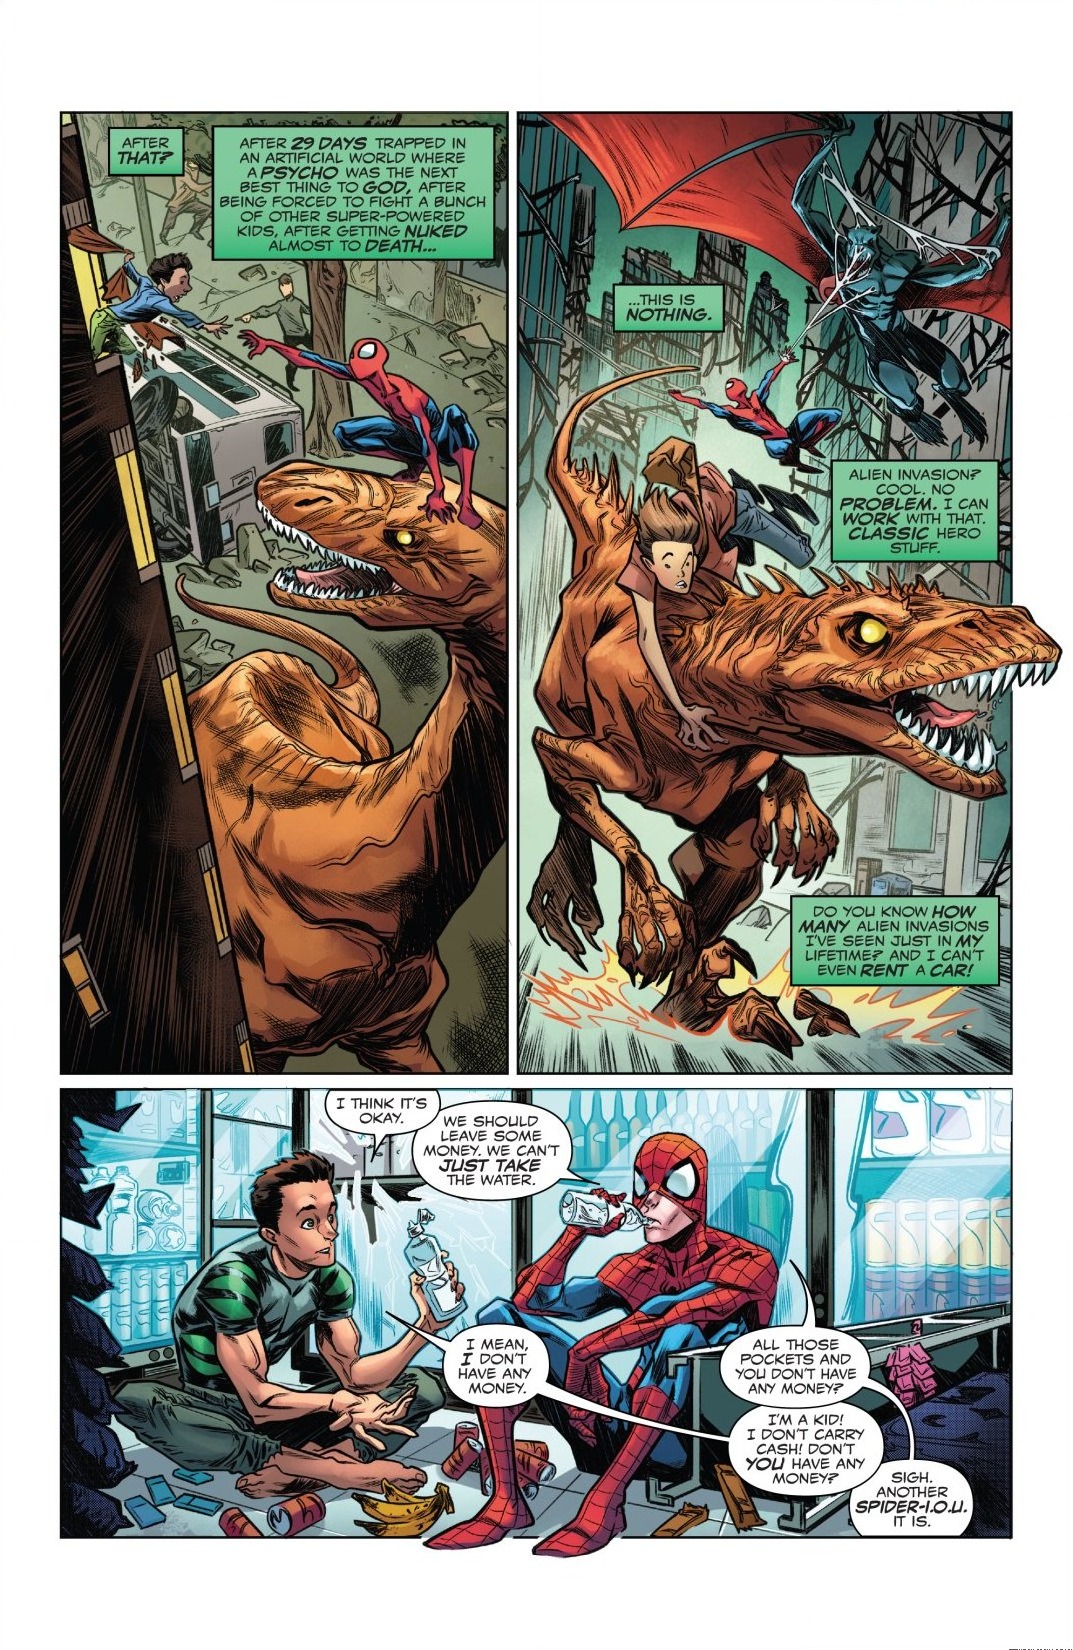 AFTER
THAT?
AFTER 29 DAYS TRAPPED IN
AN ARTIFICIAL WORLD WHERE
A PSYCHO WAS THE NEXT
BEST THING TO GOD, AFTER
BEING FORCED TO FIGHT A BUNCH
OF OTHER SUPER-POWERED
KIDS, AFTER GETTING NUKED
ALMOST TO DEATH...
...THIS IS
NOTHING.
ALIEN INVASION?
COOL. NO
PROBLEM. I CAN
WORK WITH THAT.
CLASSIC HERO
STUFF.
DO YOU KNOW HOW
MANY ALIEN INVASIONS
I'VE SEEN JUST IN MY
LIFETIME? AND I CAN'T
EVEN RENT A CAR!
I THINK IT'S
OKAY.
WE SHOULD
LEAVE SOME
MONEY. WE CAN'T
JUST TAKE
THE WATER.
I MEAN,
I DON'T
HAVE ANY
MONEY.
ALL THOSE
POCKETS AND
YOU DON'T HAVE
ANY MONEY?
I'M A KID!
I DON'T CARRY
CASH! DON'T
YOU HAVE ANY
MONEY?
SIGH.
ANOTHER
SPIDER-I.O.U.
IT IS.